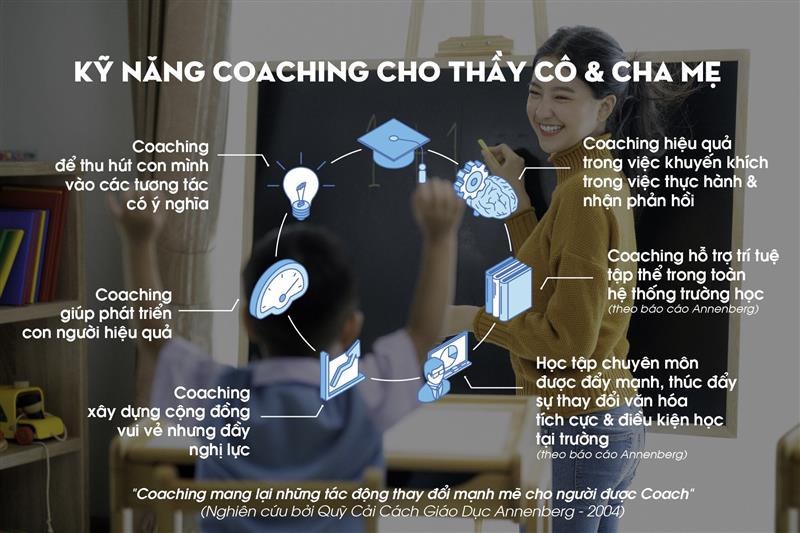 KỸ NĂNG COACHING CHO THẦY CÔ & CHA MẸ
Coaching
để thu hút con mình
vào các tương tác
có ý nghĩa
Coaching hiệu quả
trong việc khuyến khích
trong việc thực hành &
nhận phản hồi
Coaching
giúp phát triển
con người hiệu quả
Coaching hỗ trợ trí tuệ
tập thể trong toàn
hệ thống trường học
(theo báo cáo Annenberg)
Coaching
xây dựng cộng đồng
vui vẻ nhưng đầy
nghị lực
Học tập chuyên môn
được đẩy mạnh, thúc đẩy
sự thay đổi văn hóa
tích cực & điều kiện học
tại trường
(theo báo cáo Annenberg)
"Coaching mang lại những tác động thay đổi mạnh mẽ cho người được Coach"
(Nghiên cứu bởi Quỹ Cải Cách Giáo Dục Annenberg - 2004)